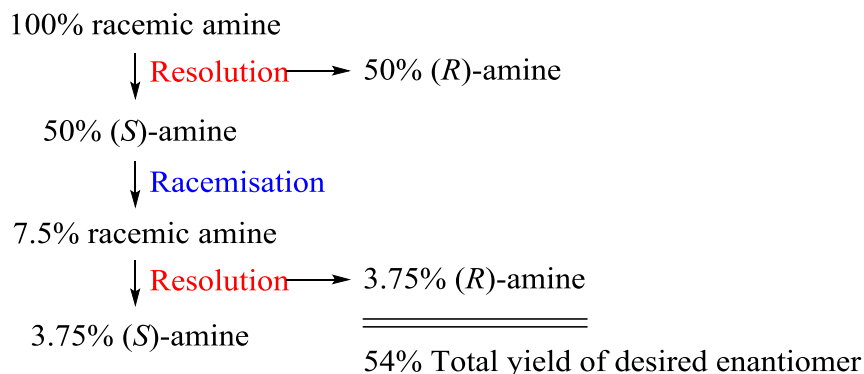 100% racemic amine
Resolution
50% (R)-amine
50% (S)-amine
Racemisation
7.5% racemic amine
Resolution
3.75% (R)-amine
3.75% (S)-amine
54% Total yield of desired enantiomer